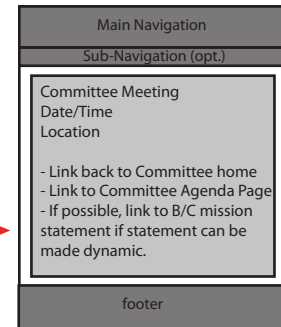 Main Navigation
Sub-Navigation (opt.)
Committee Meeting
Date/Time
Location
- Link back to Committee home
- Link to Committee Agenda Page
- If possible, link to B/C mission
statement if statement can be
made dynamic.
footer